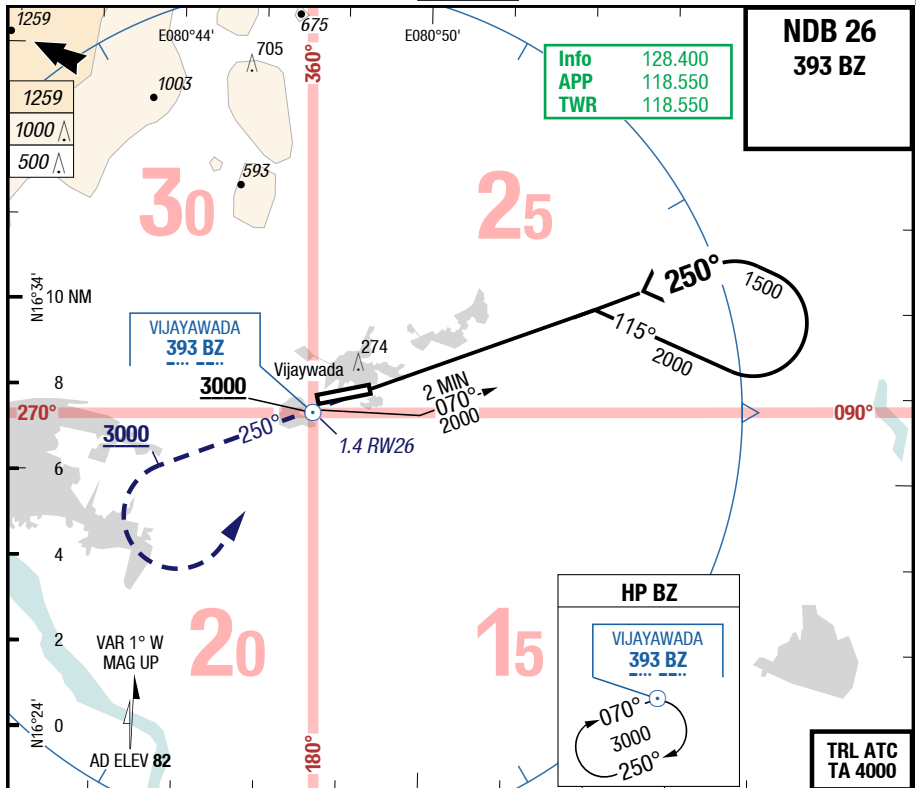 1259
E080°44'
675
E080°50'
NDB 26
393 BZ
705
360°
Info 128.400
APP 118.550
TWR 118.550
1259
1003
1000
500
593
30
25
250°
1500
N16°34'
10 NM
115°
2000
VIJAYAWADA
393 BZ
274
Vijaywada
8
3000
2 MIN
070°
2000
270°
090°
3000
250°
1.4 RW26
6
4
HP BZ
VIJAYAWADA
393 BZ
20
15
2
VAR 1° W
MAG UP
070°
3000
250°
N16°24'
0
AD ELEV 82
180°
TRL ATC
TA 4000